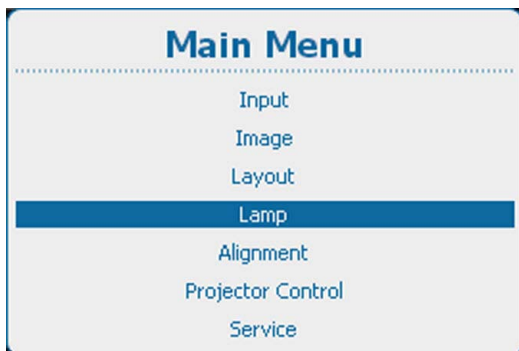 Main Menu
Input
Image
Layout
Lamp
Alignment
Projector Control
Service